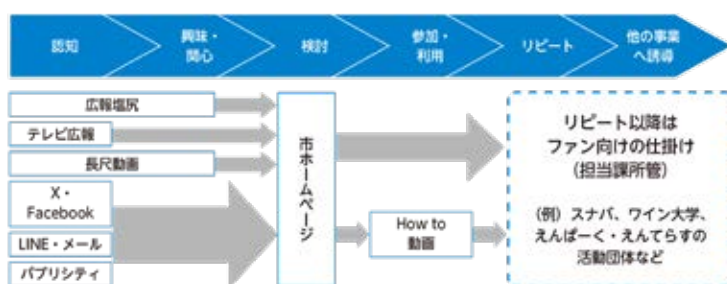 認知
興味・
関心
検討
参加・
利用
リピート
他の事業
へ誘導
広報塩尻
テレビ広報
長尺動画
X・
Facebook
LINE・メール
パブリシティ
市ホームページ
How to
動画
リピート以降は
ファン向けの仕掛け
(担当課所管)
(例)スナバ、ワイン大学、
えんぱーく・えんてらすの
活動団体など